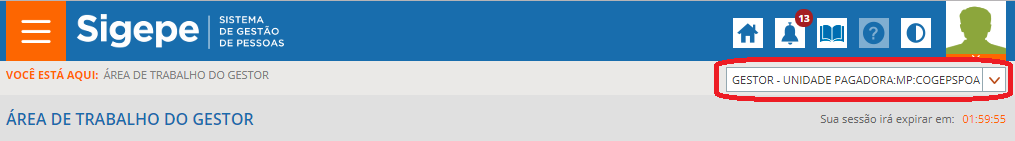 Sigepe
SISTEMA
DE GESTÃO
DE PESSOAS
13
?
VOCÊ ESTÁ AQUI: ÁREA DE TRABALHO DO GESTOR
GESTOR - UNIDADE PAGADORA:MP:COGEPSPOA
ÁREA DE TRABALHO DO GESTOR
Sua sessão irá expirar em: 01:59:55